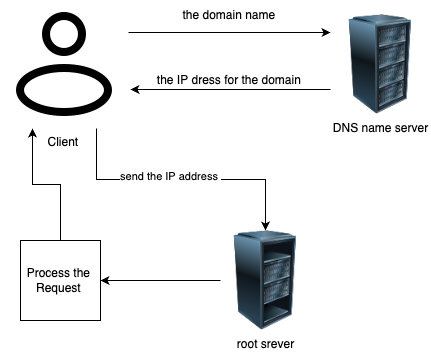 the domain name
the IP dress for the domain
DNS name server
Client
send the IP address
Process the
Request
root srever